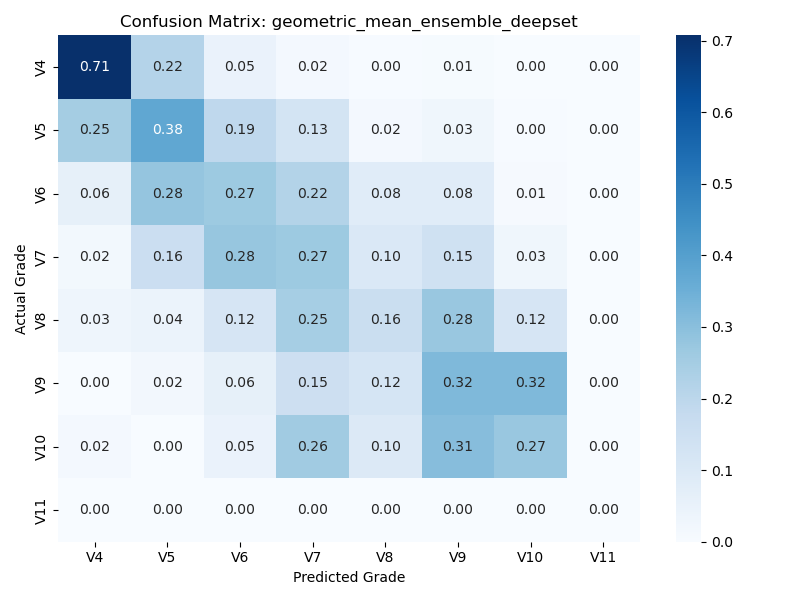 Confusion Matrix: geometric_mean_ensemble_deepset
V4 0.71 0.22 0.05 0.02 0.00 0.01 0.00 0.00
V5 0.25 0.38 0.19 0.13 0.02 0.03 0.00 0.00
V6 0.06 0.28 0.27 0.22 0.08 0.08 0.01 0.00
V7 0.02 0.16 0.28 0.27 0.10 0.15 0.03 0.00
V8 0.03 0.04 0.12 0.25 0.16 0.28 0.12 0.00
V9 0.00 0.02 0.06 0.15 0.12 0.32 0.32 0.00
V10 0.02 0.00 0.05 0.26 0.10 0.31 0.27 0.00
V11 0.00 0.00 0.00 0.00 0.00 0.00 0.00 0.00
V4 V5 V6 V7 V8 V9 V10 V11
Predicted Grade
Actual Grade
0.7
0.6
0.5
0.4
0.3
0.2
0.1
0.0